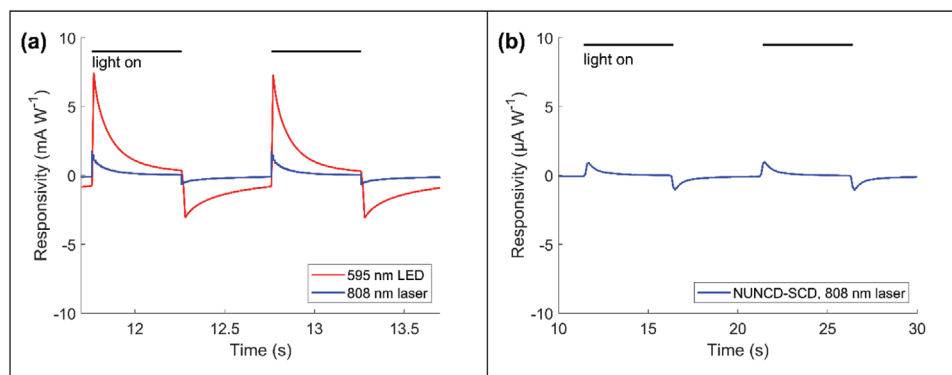 (a)
10
5
0
-5
-10
Responsivity (mA W⁻¹)
light on
595 nm LED
808 nm laser
12
12.5
13
13.5
Time (s)
(b)
10
5
0
-5
-10
Responsivity (µA W⁻¹)
light on
NUNCD-SCD, 808 nm laser
10
15
20
25
30
Time (s)